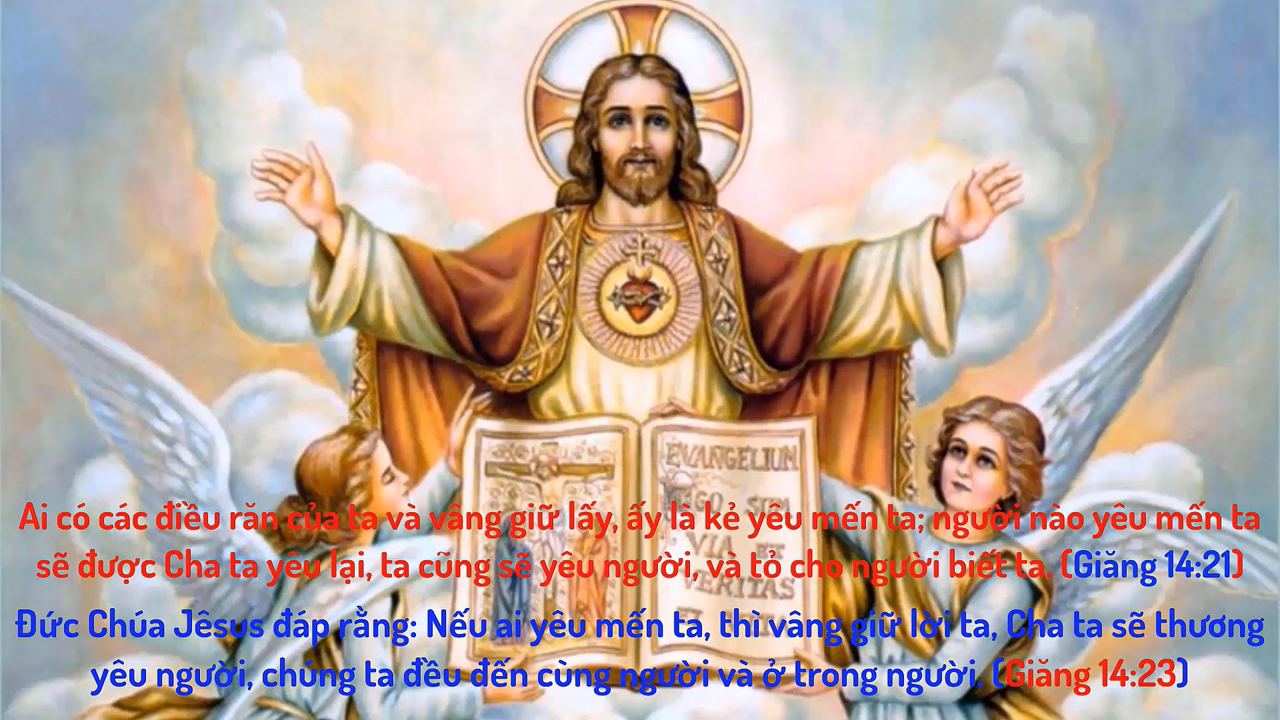 EVANGELIUM
EGO SUM
VIA ET
VERITAS
Ai có các điều răn của ta và vâng giữ lấy, ấy là kẻ yêu mến ta; người nào yêu mến ta
sẽ được Cha ta yêu lại, ta cũng sẽ yêu người, và tỏ cho người biết ta. (Giăng 14:21)
Đức Chúa Jêsus đáp rằng: Nếu ai yêu mến ta, thì vâng giữ lời ta, Cha ta sẽ thương
yêu người, chúng ta đều đến cùng người và ở trong người. (Giăng 14:23)